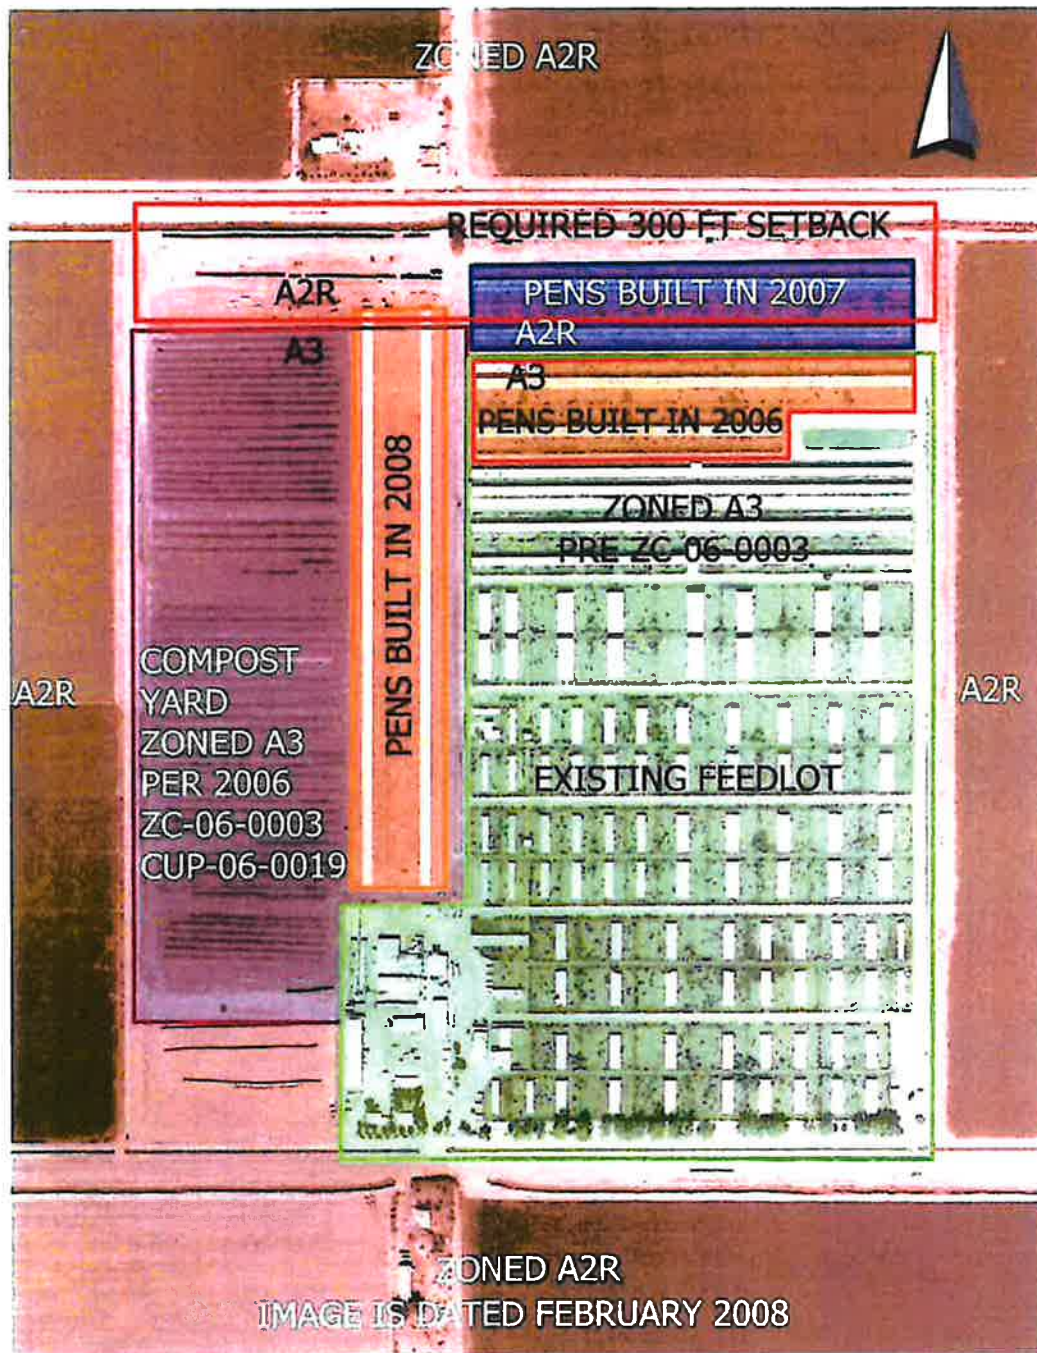 ZONED A2R
REQUIRED 300 FT SETBACK
A2R
PENS BUILT IN 2007
A2R
A3
A3
PENS BUILT IN 2006
PENS BUILT IN 2008
ZONED A3
PRE ZC-06-0003
COMPOST
YARD
ZONED A3
PER 2006
ZC-06-0003
CUP-06-0019
A2R
A2R
EXISTING FEEDLOT
ZONED A2R
IMAGE IS DATED FEBRUARY 2008